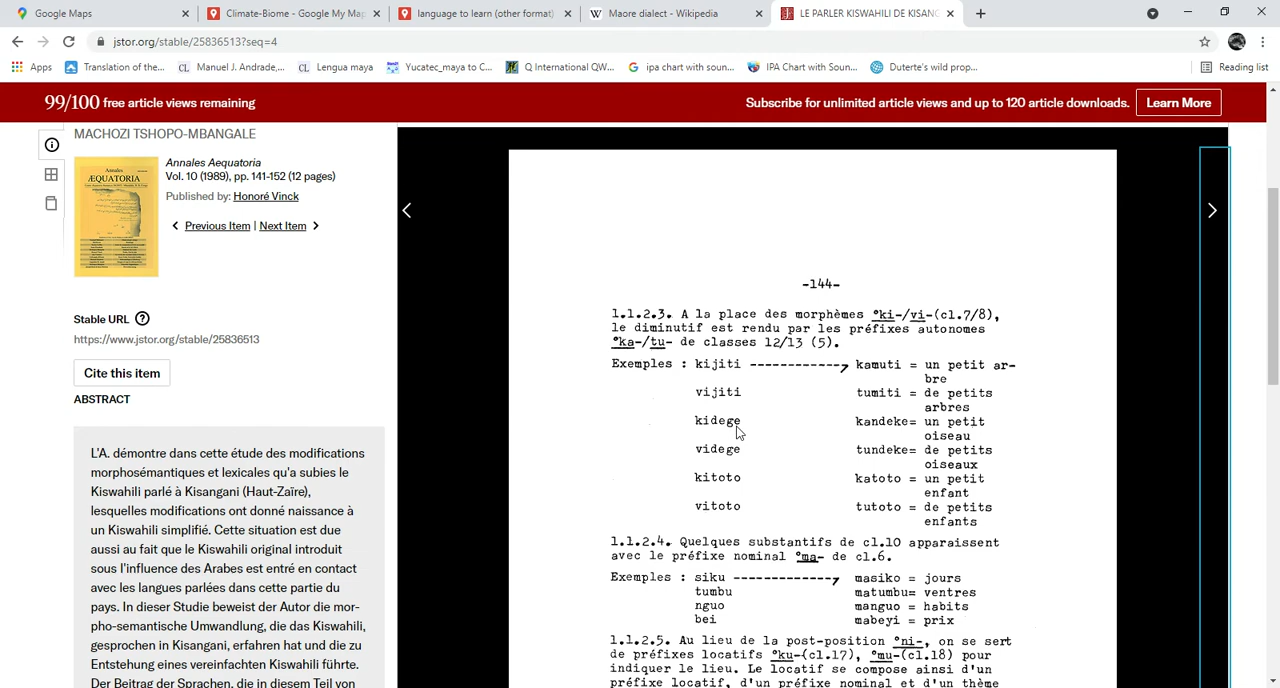 Google Maps
Climate-Biome - Google My Map
language to learn (other format)
Maore dialect - Wikipedia
LE PARLER KISWAHILI DE KISANG
jstor.org/stable/25836513?seq=4
Apps
Translation of the...
CL Manuel J. Andrade,...
CL Lengua maya
Yucatec_maya to C...
Q International QW...
ipa chart with soun...
IPA Chart with Soun...
Duterte's wild prop...
Reading list
99/100 free article views remaining
Subscribe for unlimited article views and up to 120 article downloads.
Learn More
MACHOZI TSHOPO-MBANGALE
Annales
ÆQUATORIA
Annales Aequatoria
Vol. 10 (1989), pp. 141-152 (12 pages)
Published by: Honoré Vinck
Previous Item | Next Item
Stable URL
https://www.jstor.org/stable/25836513
Cite this item
ABSTRACT
L'A. démontre dans cette étude des modifications
morphosémantiques et lexicales qu'a subies le
Kiswahili parlé à Kisangani (Haut-Zaïre),
lesquelles modifications ont donné naissance à
un Kiswahili simplifié. Cette situation est due
aussi au fait que le Kiswahili original introduit
sous l'influence des Arabes est entré en contact
avec les langues parlées dans cette partie du
pays. In dieser Studie beweist der Autor die mor-
pho-semantische Umwandlung, die das Kiswahili,
gesprochen in Kisangani, erfahren hat und die zu
Entstehung eines vereinfachten Kiswahili führte.
Der Beitrag der Sprachen, die in diesem Teil von
-144-
1.1.2.3. A la place des morphèmes °ki-/vi-(cl.7/8),
le diminutif est rendu par les préfixes autonomes
°ka-/tu- de classes 12/13 (5).
Exemples : kijiti ------------ kamuti = un petit ar-
bre
vijiti tumiti = de petits
arbres
kidege kandeke= un petit
oiseau
videge tundeke= de petits
oiseaux
kitoto katoto = un petit
enfant
vitoto tutoto = de petits
enfants
1.1.2.4. Quelques substantifs de cl.10 apparaissent
avec le préfixe nominal °ma- de cl.6.
Exemples : siku ------------- masiko = jours
tumbu matumbu= ventres
nguo manguo = habits
bei mabeyi = prix
1.1.2.5. Au lieu de la post-position °ni-, on se sert
de préfixes locatifs °ku-(cl.17), °mu-(cl.18) pour
indiquer le lieu. Le locatif se compose ainsi d'un
préfixe locatif, d'un préfixe nominal et d'un thème